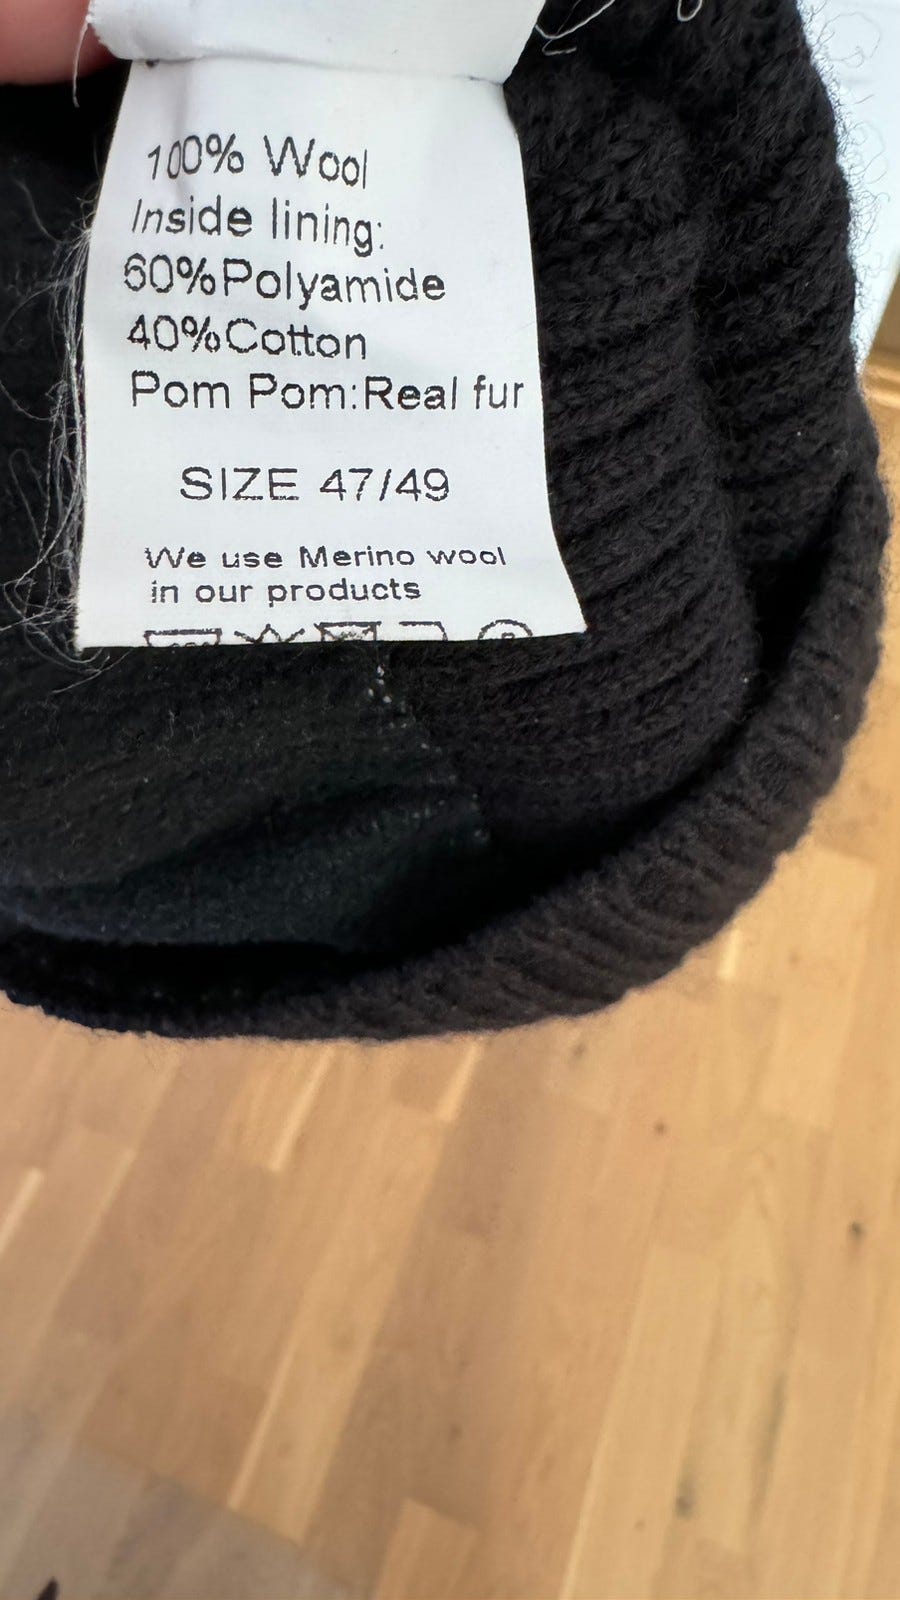 100% Wool
Inside lining:
60%Polyamide
40%Cotton
Pom Pom:Real fur
SIZE 47/49
We use Merino wool
in our products